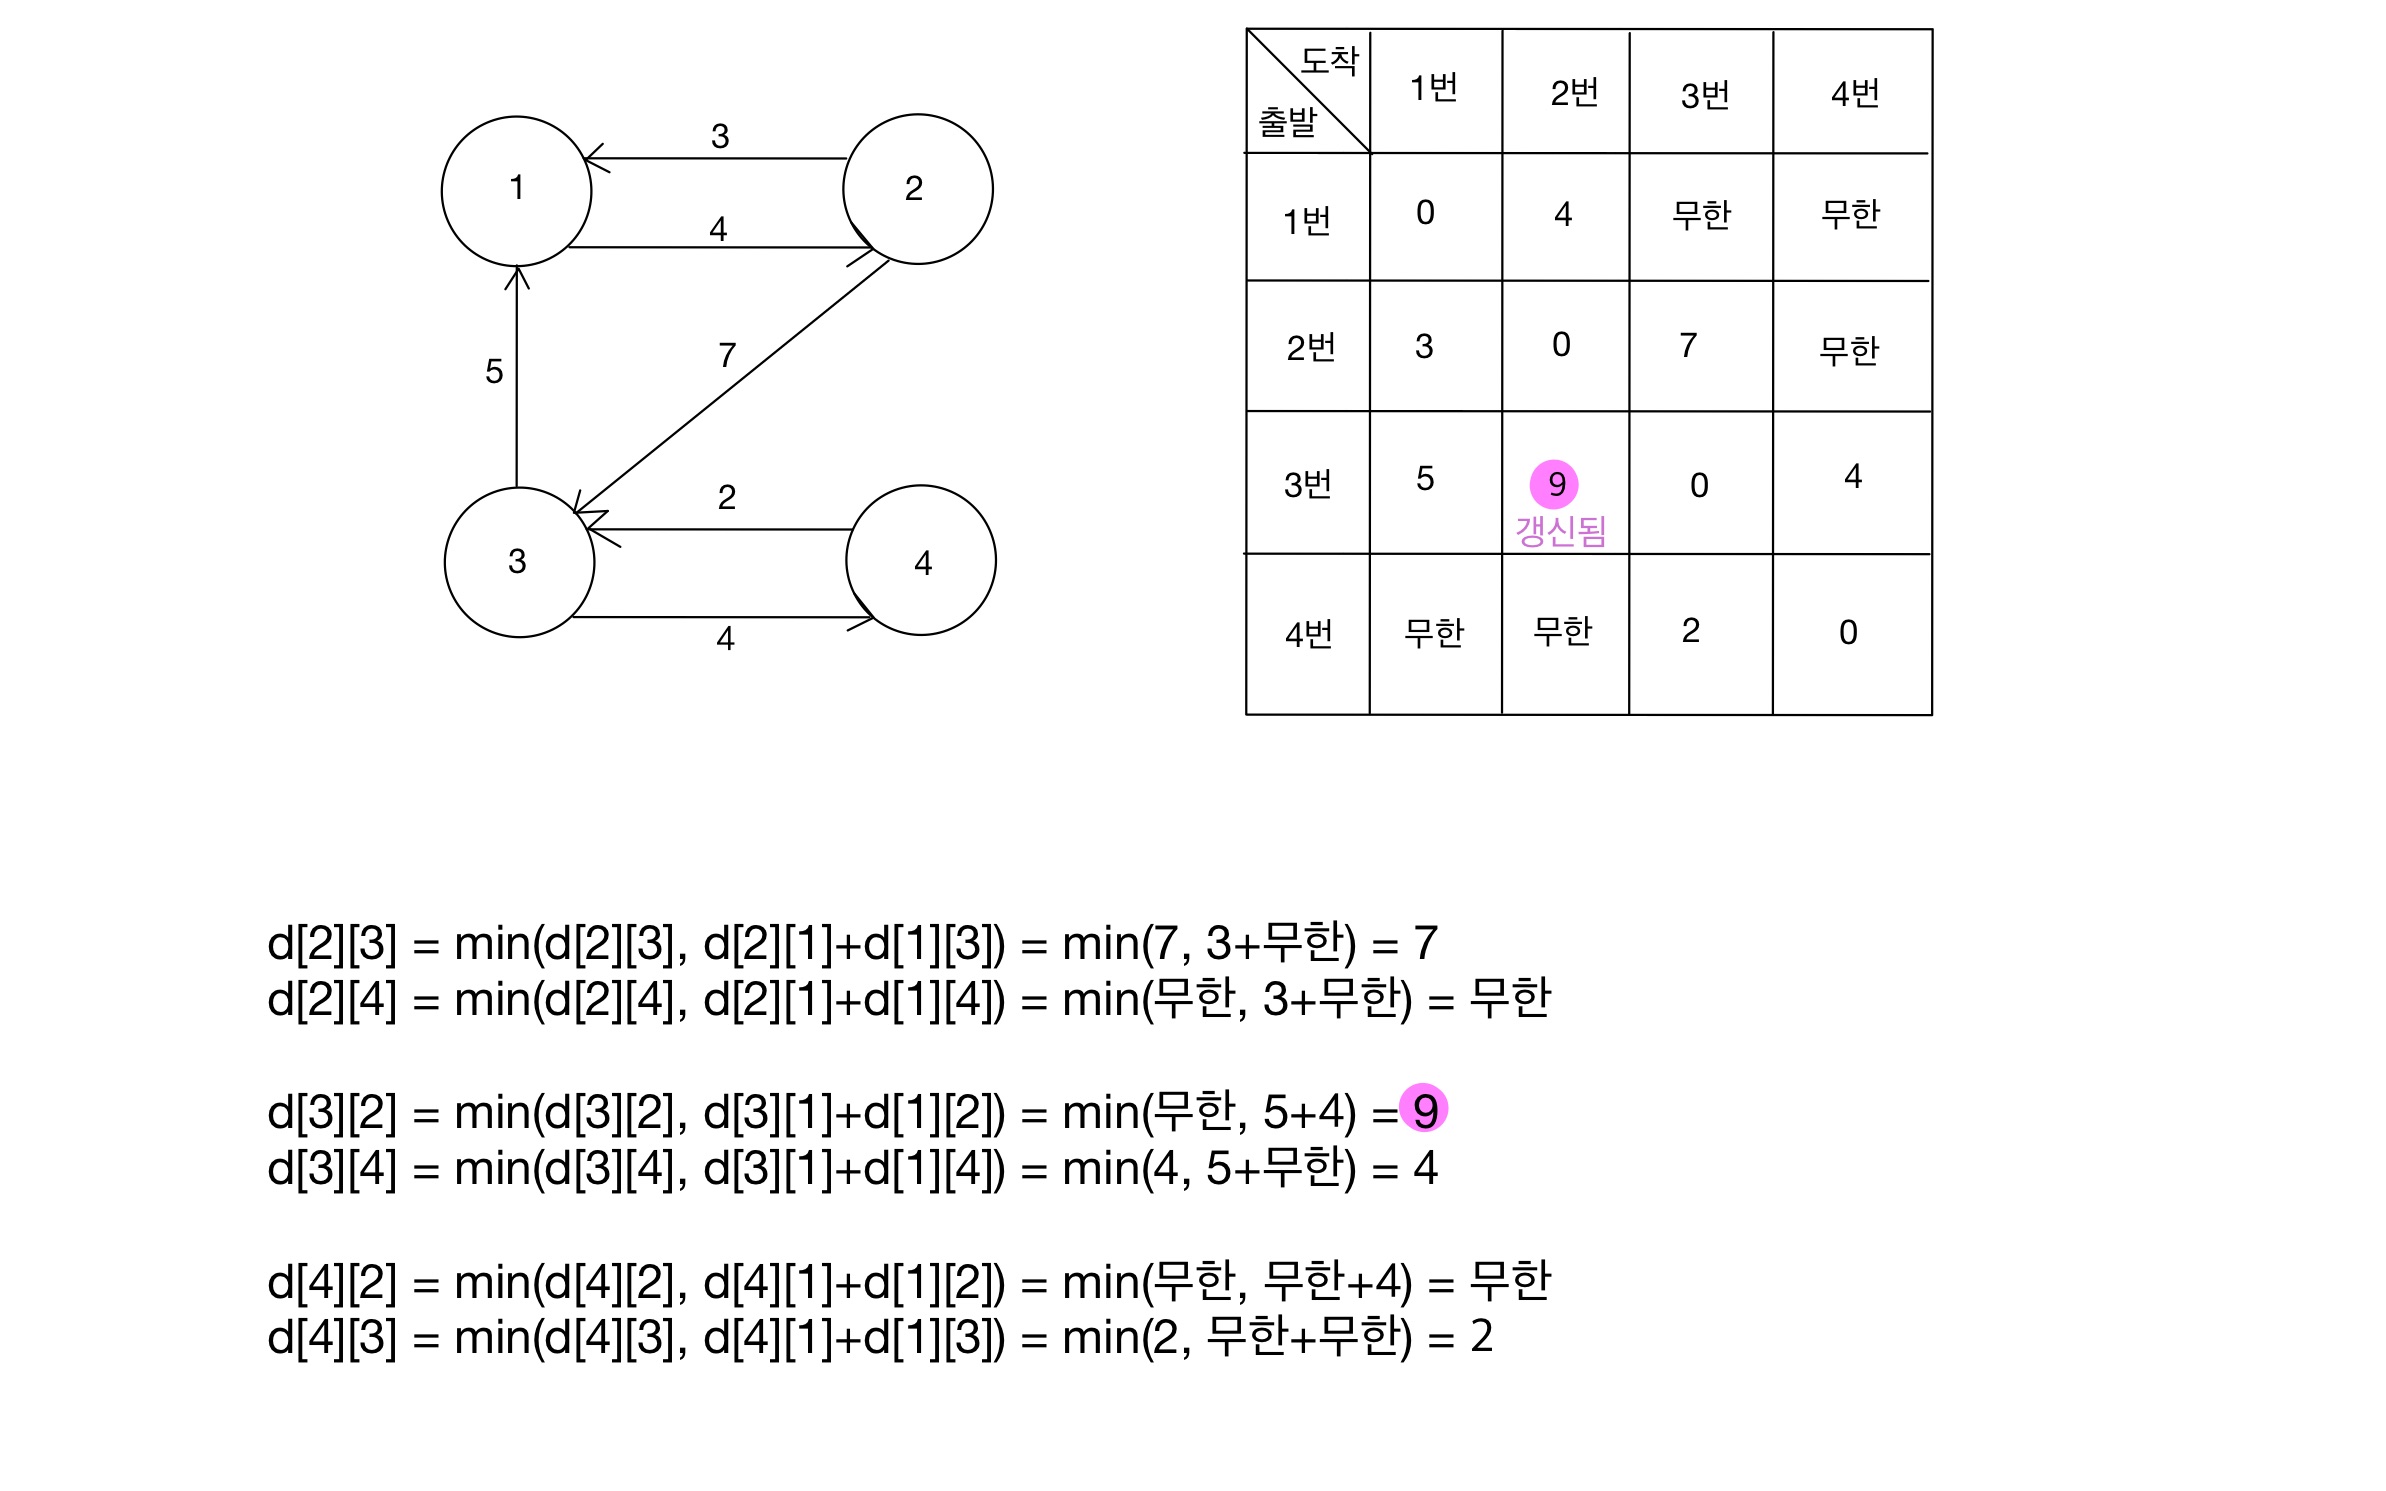 3
1
2
4
7
5
2
3
4
4
도착
출발
1번 2번 3번 4번
1번 0 4 무한 무한
2번 3 0 7 무한
3번 5 9 0 4
갱신됨
4번 무한 무한 2 0
d[2][3] = min(d[2][3], d[2][1]+d[1][3]) = min(7, 3+무한) = 7
d[2][4] = min(d[2][4], d[2][1]+d[1][4]) = min(무한, 3+무한) = 무한
d[3][2] = min(d[3][2], d[3][1]+d[1][2]) = min(무한, 5+4) = 9
d[3][4] = min(d[3][4], d[3][1]+d[1][4]) = min(4, 5+무한) = 4
d[4][2] = min(d[4][2], d[4][1]+d[1][2]) = min(무한, 무한+4) = 무한
d[4][3] = min(d[4][3], d[4][1]+d[1][3]) = min(2, 무한+무한) = 2